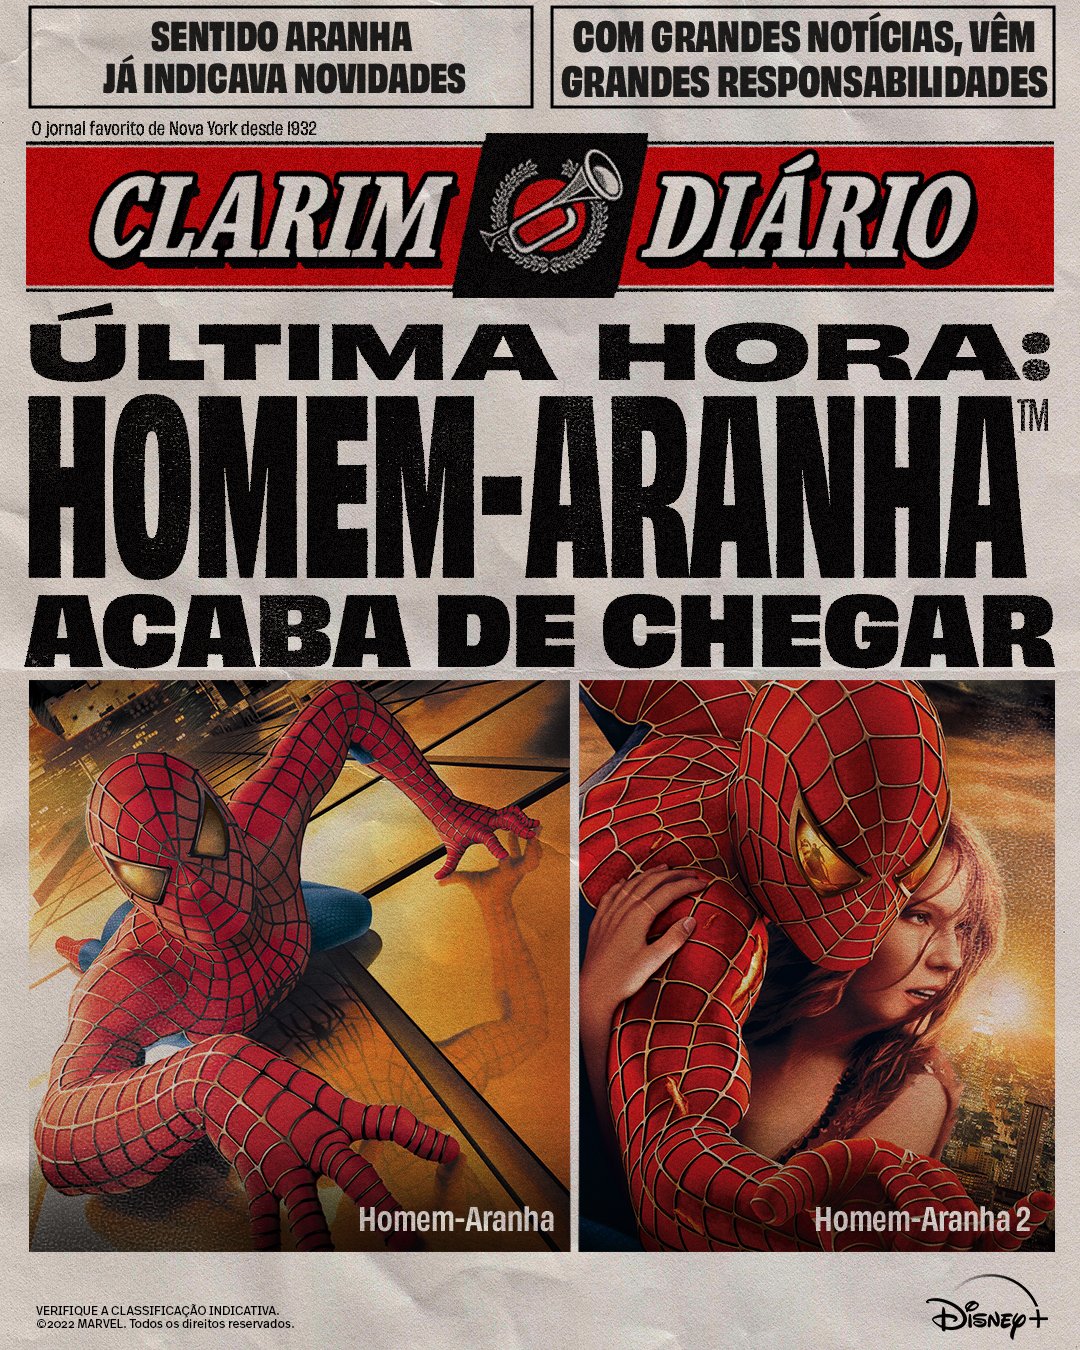 SENTIDO ARANHA
JÁ INDICAVA NOVIDADES
COM GRANDES NOTÍCIAS, VÊM
GRANDES RESPONSABILIDADES
O jornal favorito de Nova York desde 1932
CLARIM DIÁRIO
ÚLTIMA HORA:
HOMEM-ARANHA™
ACABA DE CHEGAR
Homem-Aranha
Homem-Aranha 2
VERIFIQUE A CLASSIFICAÇÃO INDICATIVA.
©2022 MARVEL. Todos os direitos reservados.
Disney+